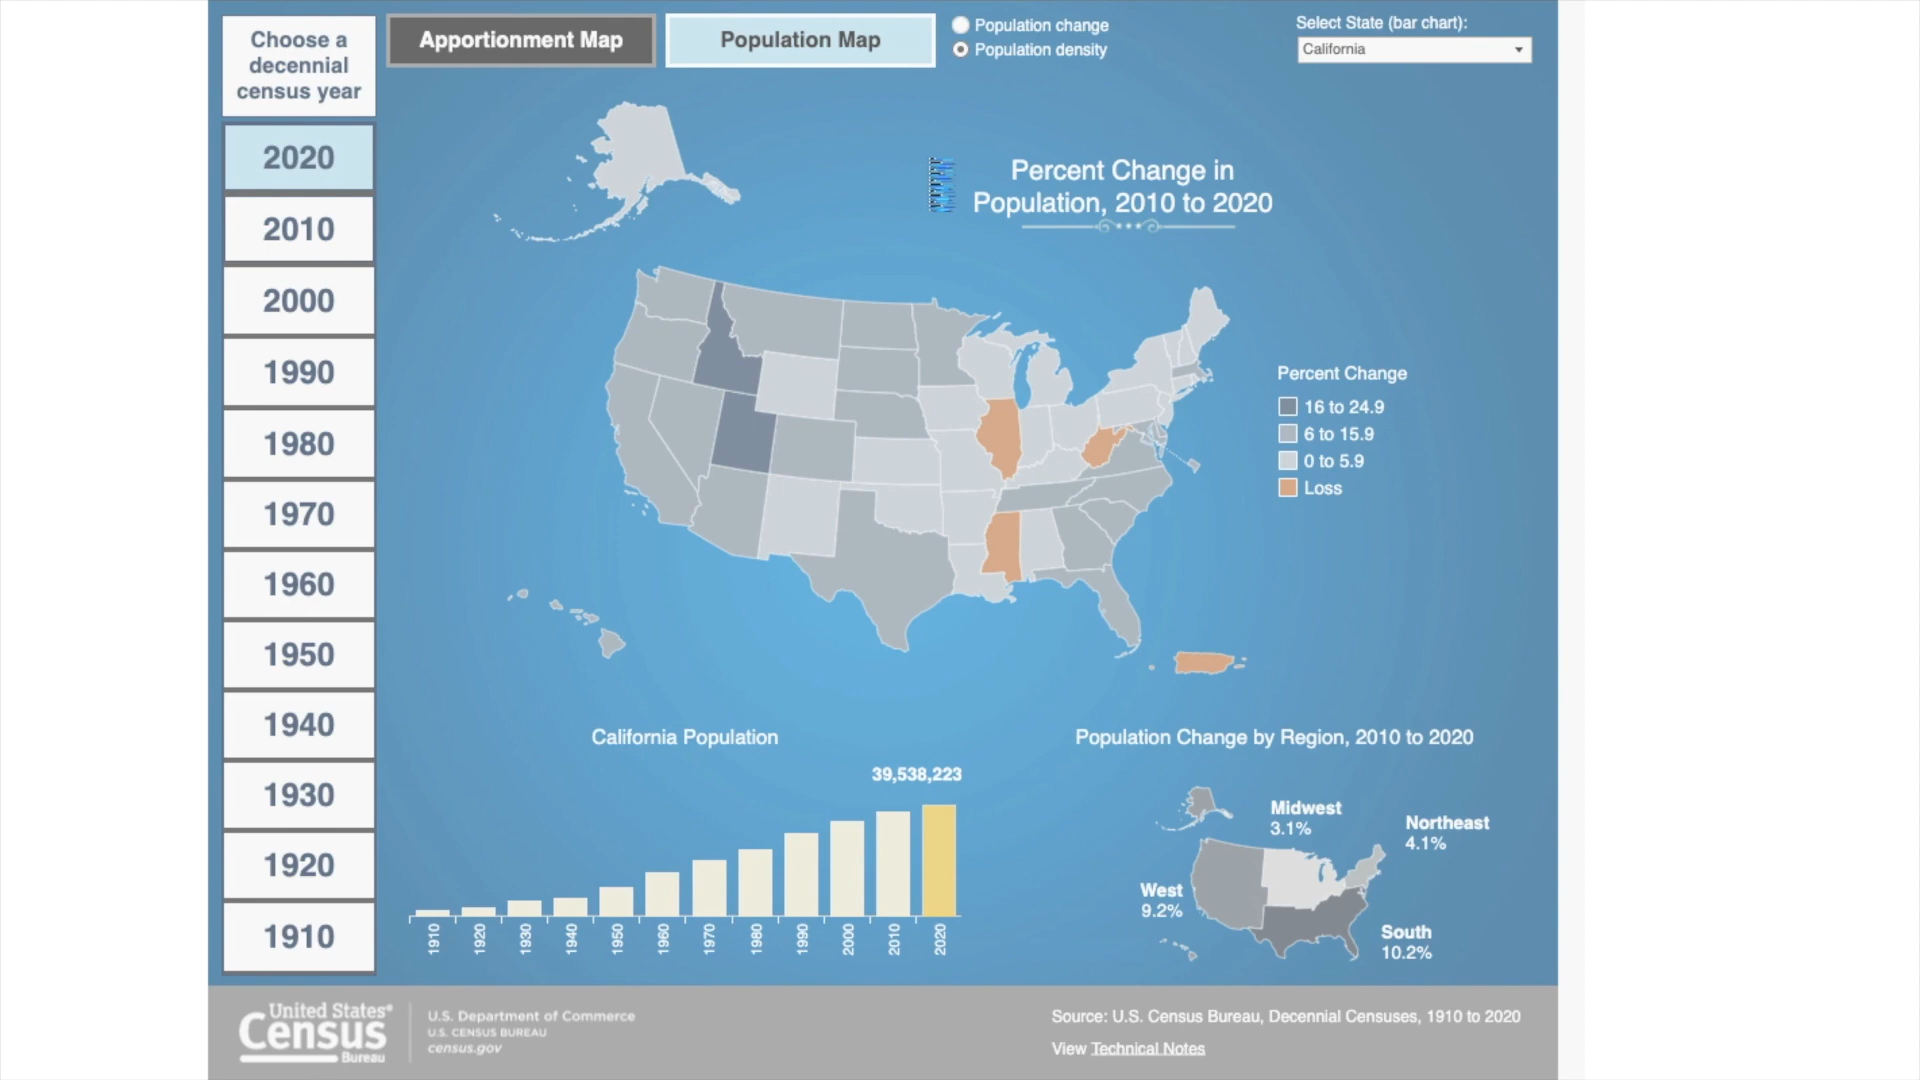 Choose a
decennial
census year
Apportionment Map
Population Map
Population change
Population density
Select State (bar chart):
California
2020
2010
2000
1990
1980
1970
1960
1950
1940
1930
1920
1910
Percent Change in
Population, 2010 to 2020
Percent Change
16 to 24.9
6 to 15.9
0 to 5.9
Loss
California Population
39,538,223
1910
1920
1930
1940
1950
1960
1970
1980
1990
2000
2010
2020
Population Change by Region, 2010 to 2020
Midwest
3.1%
Northeast
4.1%
West
9.2%
South
10.2%
United States®
Census
Bureau
U.S. Department of Commerce
U.S. CENSUS BUREAU
census.gov
Source: U.S. Census Bureau, Decennial Censuses, 1910 to 2020
View Technical Notes